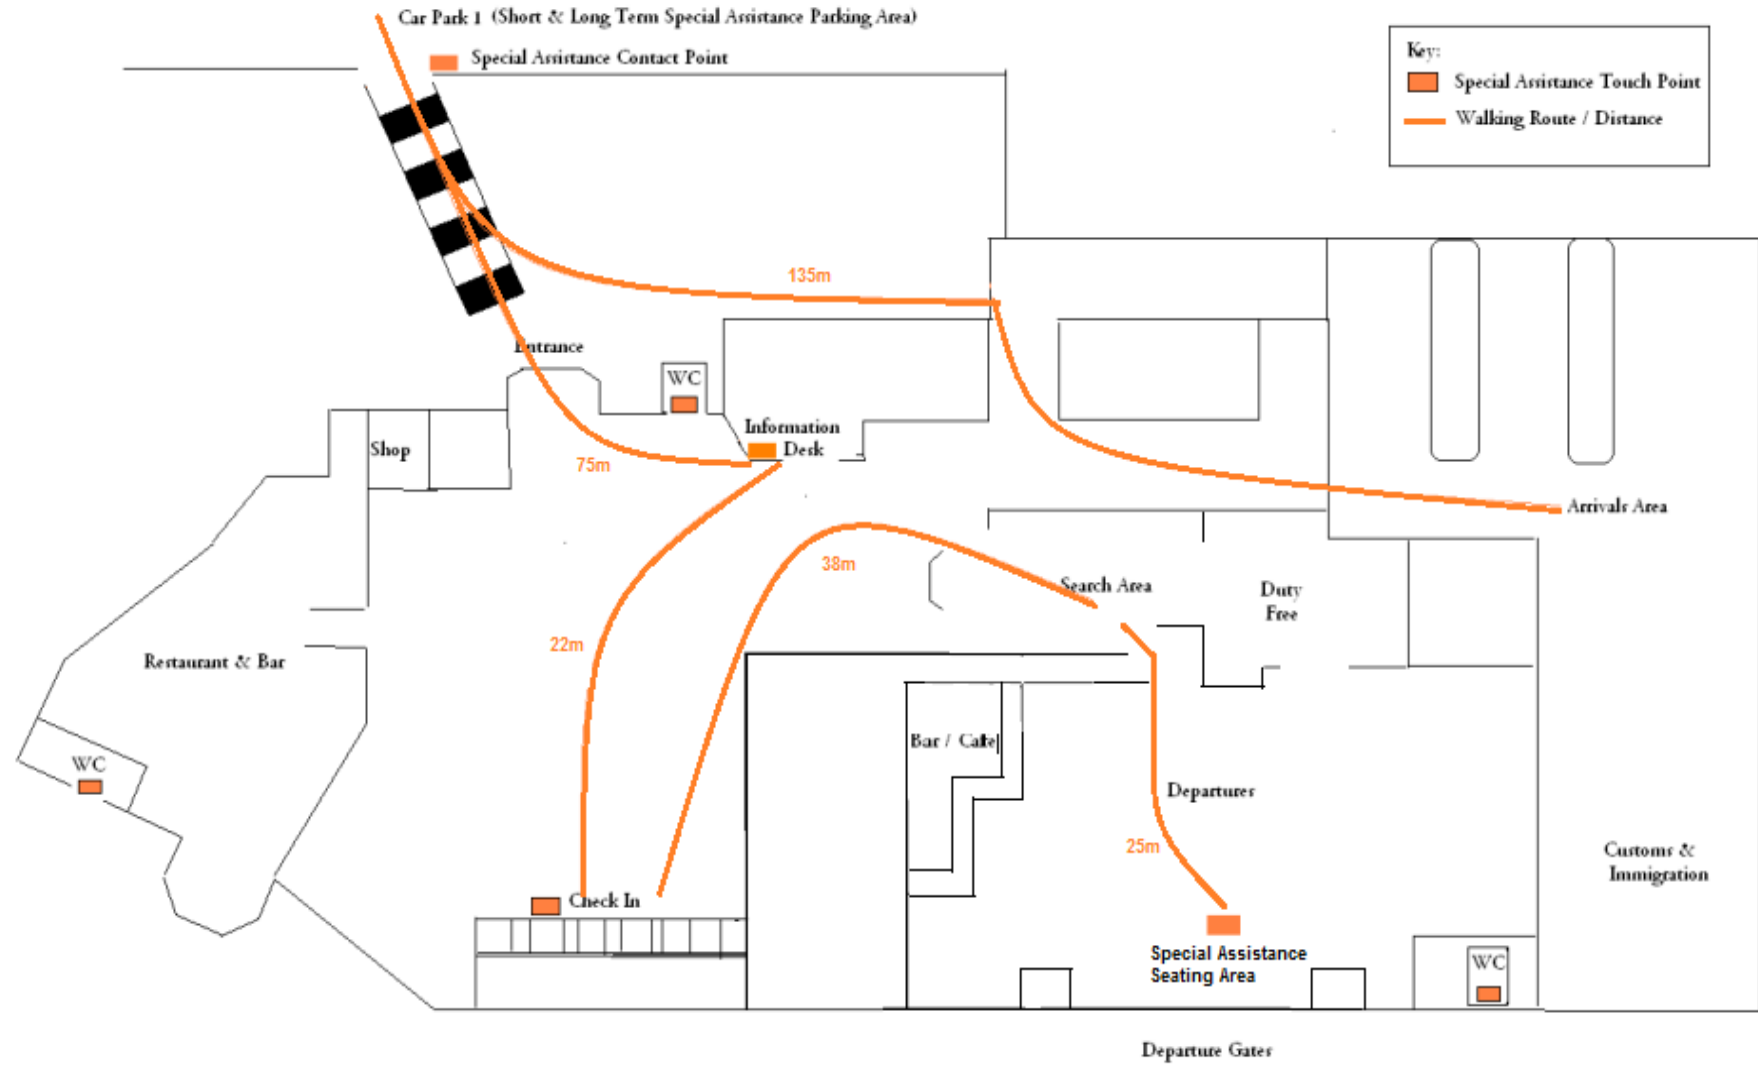 Car Park 1 (Short & Long Term Special Assistance Parking Area)
Special Assistance Contact Point
Key:
Special Assistance Touch Point
Walking Route / Distance
135m
Entrance
WC
Information
Desk
Shop
75m
Arrivals Area
38m
Search Area
Duty
Free
22m
Restaurant & Bar
Bar / Caffe
WC
Departures
25m
Customs &
Immigration
Check In
Special Assistance
Seating Area
WC
Departure Gates